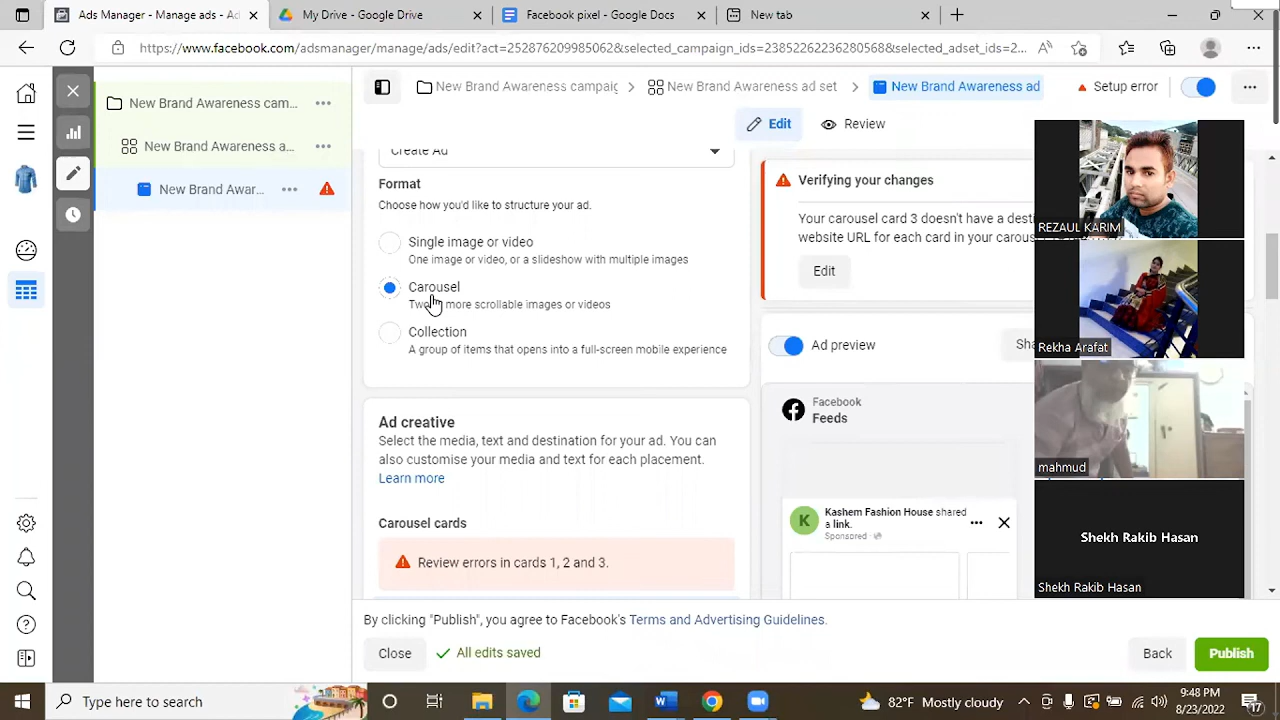 Ads Manager - Manage ads - Ad
My Drive - Google Drive
Facebook pixel - Google Docs
New tab
https://www.facebook.com/adsmanager/manage/ads/edit?act=252876209985062&selected_campaign_ids=23852262236280568&selected_adset_ids=2...
New Brand Awareness campaig
New Brand Awareness ad set
New Brand Awareness ad
Setup error
New Brand Awareness cam...
New Brand Awareness a...
New Brand Awar...
Edit
Review
Create Ad
Format
Choose how you'd like to structure your ad.
Single image or video
One image or video, or a slideshow with multiple images
Carousel
Two or more scrollable images or videos
Collection
A group of items that opens into a full-screen mobile experience
Ad creative
Select the media, text and destination for your ad. You can
also customise your media and text for each placement.
Learn more
Carousel cards
Review errors in cards 1, 2 and 3.
Verifying your changes
Your carousel card 3 doesn't have a desti
website URL for each card in your carous
Edit
Ad preview
Sha
Facebook
Feeds
K
Kashem Fashion House shared
a link.
Sponsored
REZAUL KARIM
Rekha Arafat
mahmud
Shekh Rakib Hasan
Shekh Rakib Hasan
By clicking "Publish", you agree to Facebook's Terms and Advertising Guidelines.
Close
All edits saved
Back
Publish
Type here to search
82°F Mostly cloudy
9:48 PM
8/23/2022
17